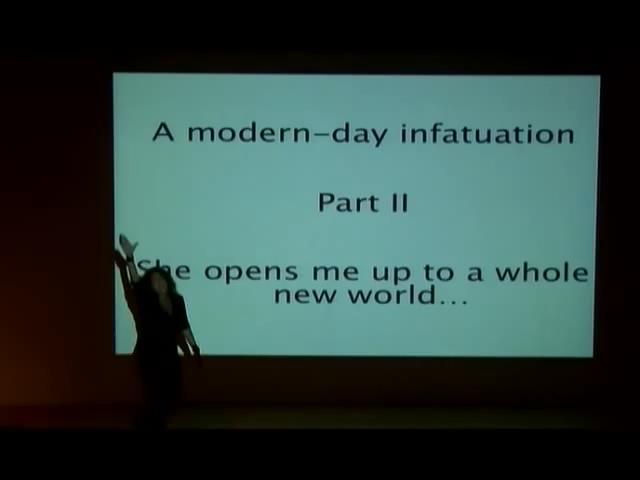 A modern-day infatuation
Part II
She opens me up to a whole
new world...